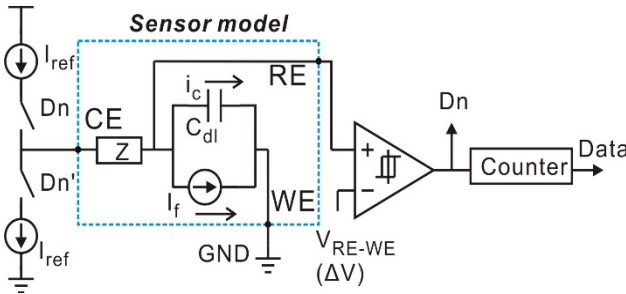 Sensor model
I_ref
Dn
CE
Z
i_c
C_dl
I_f
RE
WE
Dn'
I_ref
GND
+
−
V_RE-WE
(ΔV)
Dn
Counter
Data